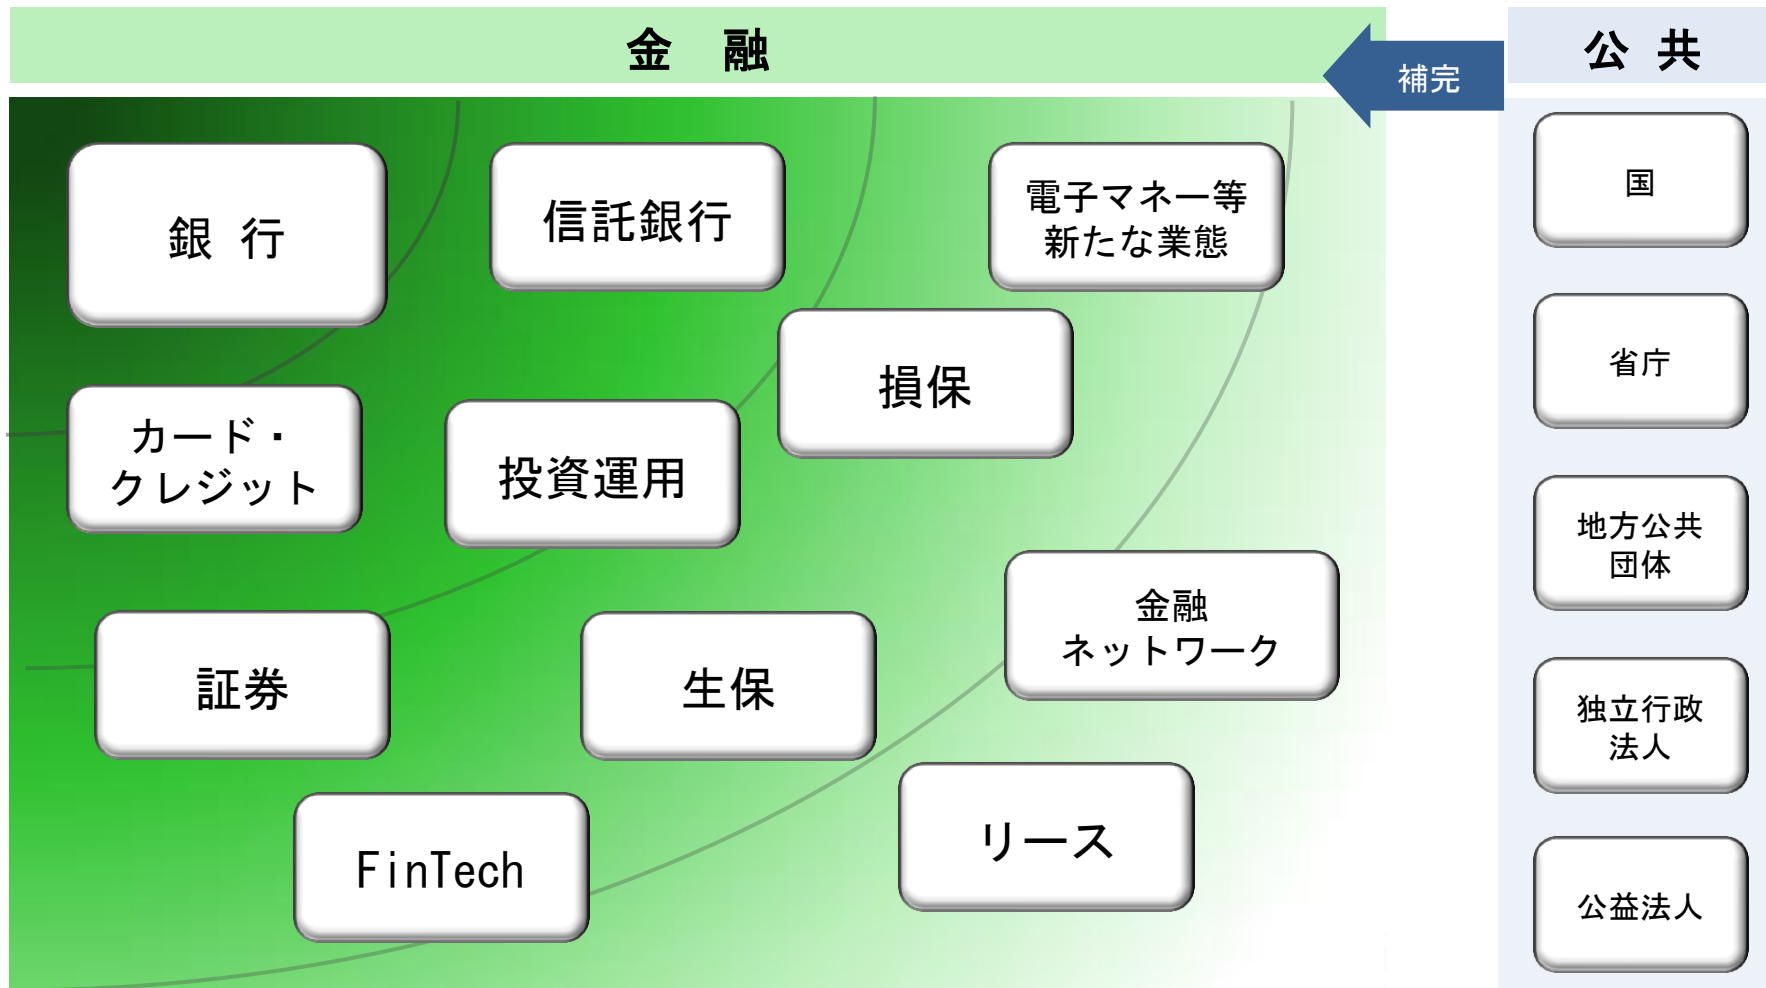 金　融
補完
公 共
銀 行
信託銀行
電子マネー等
新たな業態
損保
カード・
クレジット
投資運用
金融
ネットワーク
証券
生保
FinTech
リース
国
省庁
地方公共
団体
独立行政
法人
公益法人